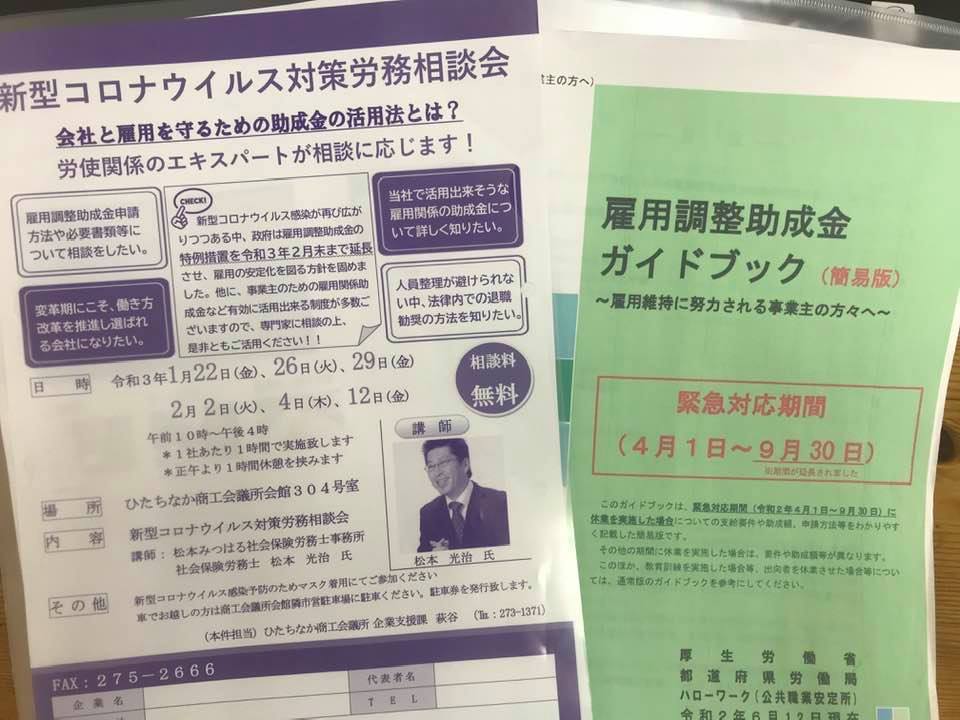 新型コロナウイルス対策労務相談会
会社と雇用を守るための助成金の活用法とは？
労使関係のエキスパートが相談に応じます！
雇用調整助成金申請
方法や必要書類等に
ついて相談をしたい。
変革期にこそ、働き方
改革を推進し選ばれ
る会社になりたい。
CHECK!
新型コロナウイルス感染が再び広が
りつつある中、政府は雇用調整助成金の
特例措置を令和３年２月末まで延長
させ、雇用の安定化を図る方針を固めま
した。他に、事業主のための雇用関係助
成金など有効に活用出来る制度が多数ご
ざいますので、専門家に相談の上、
是非ともご活用ください！！
当社で活用出来そうな
雇用関係の助成金につ
いて詳しく知りたい。
人員整理が避けられな
い中、法律内での退職
勧奨の方法を知りたい。
日時 令和３年１月２２日（金）、２６日（火）、２９日（金）
２月２日（火）、４日（木）、１２日（金）
午前１０時～午後４時
＊１社あたり１時間で実施致します
＊正午より１時間休憩を挟みます
相談料
無料
講師
松本 光治 氏
場所 ひたちなか商工会議所会館３０４号室
内容 新型コロナウイルス対策労務相談会
講師：松本みつはる社会保険労務士事務所
社会保険労務士 松本 光治 氏
その他 新型コロナウイルス感染予防のためマスク着用にてご参加ください
車でお越しの方は商工会議所会館隣市営駐車場に駐車ください。駐車券を発行致します。
（本件担当）ひたちなか商工会議所 企業支援課 萩谷 （℡：273-1371）
FAX：275-2666
企業名
代表者名
ＴＥＬ
業主の方へ）
雇用調整助成金
ガイドブック（簡易版）
～雇用維持に努力される事業主の方々へ～
緊急対応期間
（４月１日～９月30日）
※期間が延長されました
このガイドブックは、緊急対応期間（令和２年４月１日～９月30日）に
休業を実施した場合についての支給要件や助成額、申請方法等をわかりやす
く記載した簡易版です。
その他の期間に休業を実施した場合は、要件や助成額等が異なります。
このほか、教育訓練を実施した場合等、出向者を休業させた場合等につい
ては、通常版のガイドブックを参考にしてください。
厚生労働省
都道府県労働局
ハローワーク（公共職業安定所）
令和２年６月12日現在